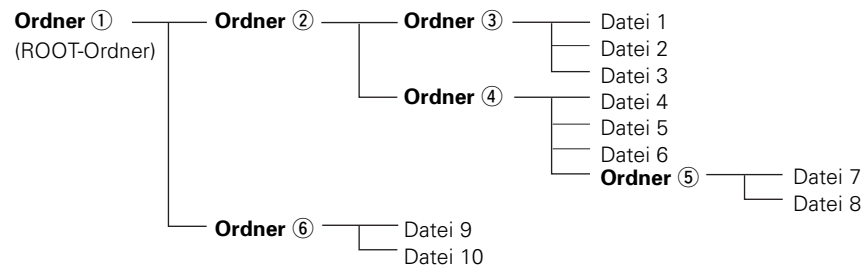 Ordner ① Ordner ② Ordner ③ Datei 1
(ROOT-Ordner) Datei 2
Datei 3
Ordner ④ Datei 4
Datei 5
Datei 6
Ordner ⑤ Datei 7
Datei 8
Ordner ⑥ Datei 9
Datei 10